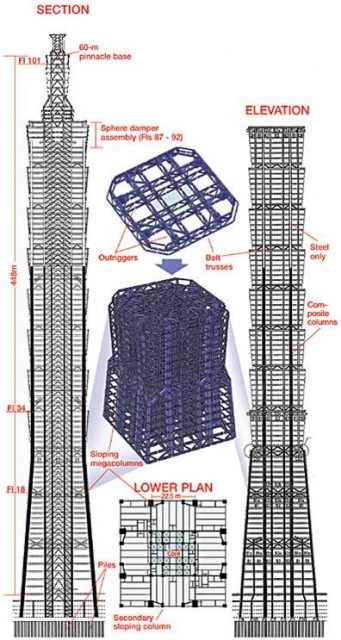 SECTION
60-m
pinnacle base
Fl 101
Sphere damper
assembly (Fls 87 - 92)
ELEVATION
Outriggers
Belt
trusses
Steel
only
448m
Com-
posite
columns
Fl 34
Sloping
megacolumns
Fl 18
LOWER PLAN
22.5 m
Core
Piles
Secondary
sloping column